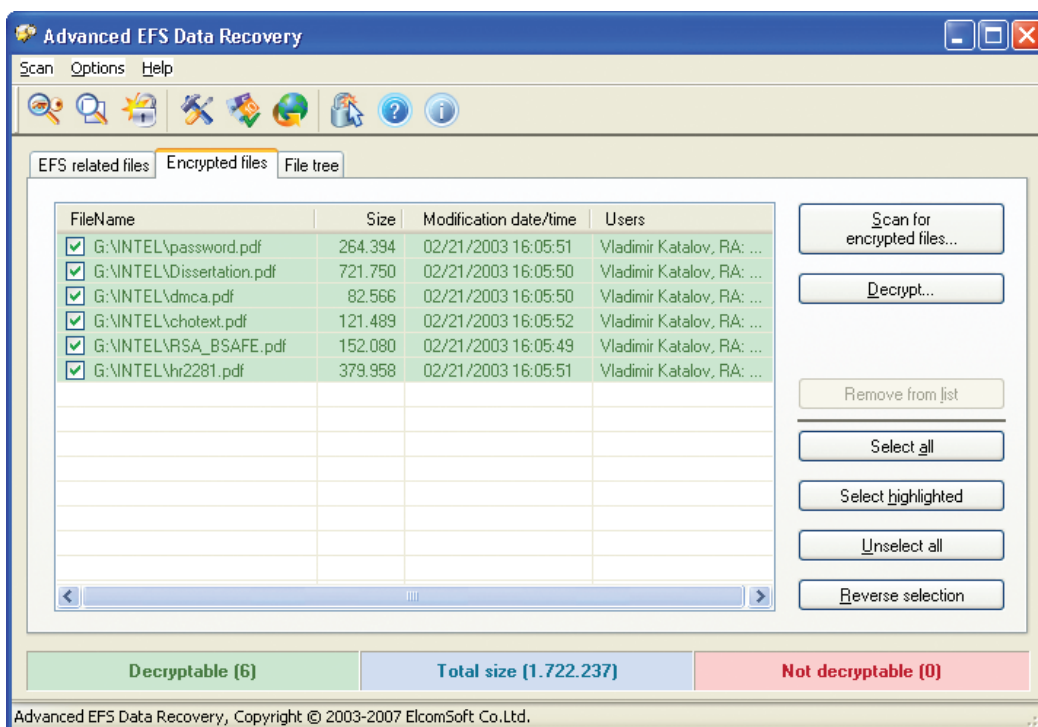 Advanced EFS Data Recovery
Scan Options Help
EFS related files Encrypted files File tree
FileName Size Modification date/time Users
G:\INTEL\password.pdf 264.394 02/21/2003 16:05:51 Vladimir Katalov, RA: ...
G:\INTEL\Dissertation.pdf 721.750 02/21/2003 16:05:50 Vladimir Katalov, RA: ...
G:\INTEL\dmca.pdf 82.566 02/21/2003 16:05:50 Vladimir Katalov, RA: ...
G:\INTEL\chotext.pdf 121.489 02/21/2003 16:05:52 Vladimir Katalov, RA: ...
G:\INTEL\RSA_BSAFE.pdf 152.080 02/21/2003 16:05:49 Vladimir Katalov, RA: ...
G:\INTEL\hr2281.pdf 379.958 02/21/2003 16:05:51 Vladimir Katalov, RA: ...
Scan for
encrypted files...
Decrypt...
Remove from list
Select all
Select highlighted
Unselect all
Reverse selection
Decryptable (6) Total size (1.722.237) Not decryptable (0)
Advanced EFS Data Recovery, Copyright © 2003-2007 ElcomSoft Co.Ltd.